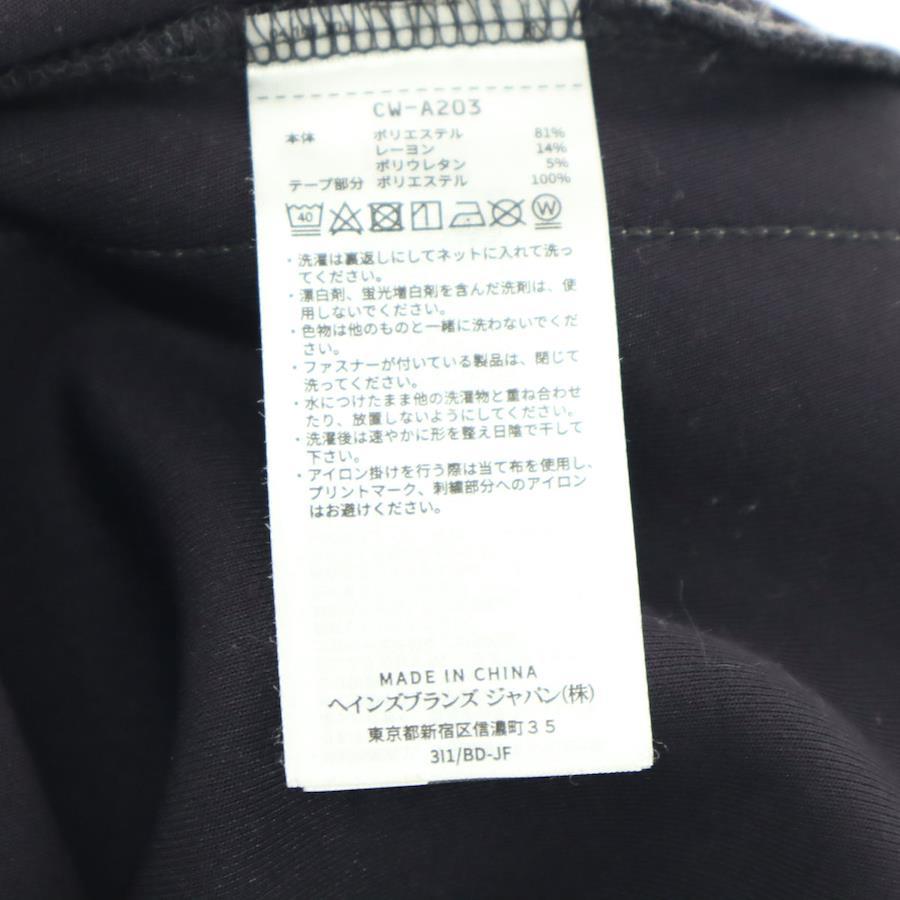 CW-A203
本体 ポリエステル 81%
レーヨン 14%
ポリウレタン 5%
テープ部分 ポリエステル 100%
40 W
・洗濯は裏返しにしてネットに入れて洗っ
てください。
・漂白剤、蛍光増白剤を含んだ洗剤は、使
用しないでください。
・色物は他のものと一緒に洗わないでくだ
さい。
・ファスナーが付いている製品は、閉じて
洗ってください。
・水につけたまま他の洗濯物と重ね合わせ
たり、放置しないようにしてください。
・洗濯後は速やかに形を整え日陰で干して
下さい。
・アイロン掛けを行う際は当て布を使用し、
プリントマーク、刺繍部分へのアイロン
はお避けください。
MADE IN CHINA
ヘインズブランズ ジャパン(株)
東京都新宿区信濃町35
311/BD-JF